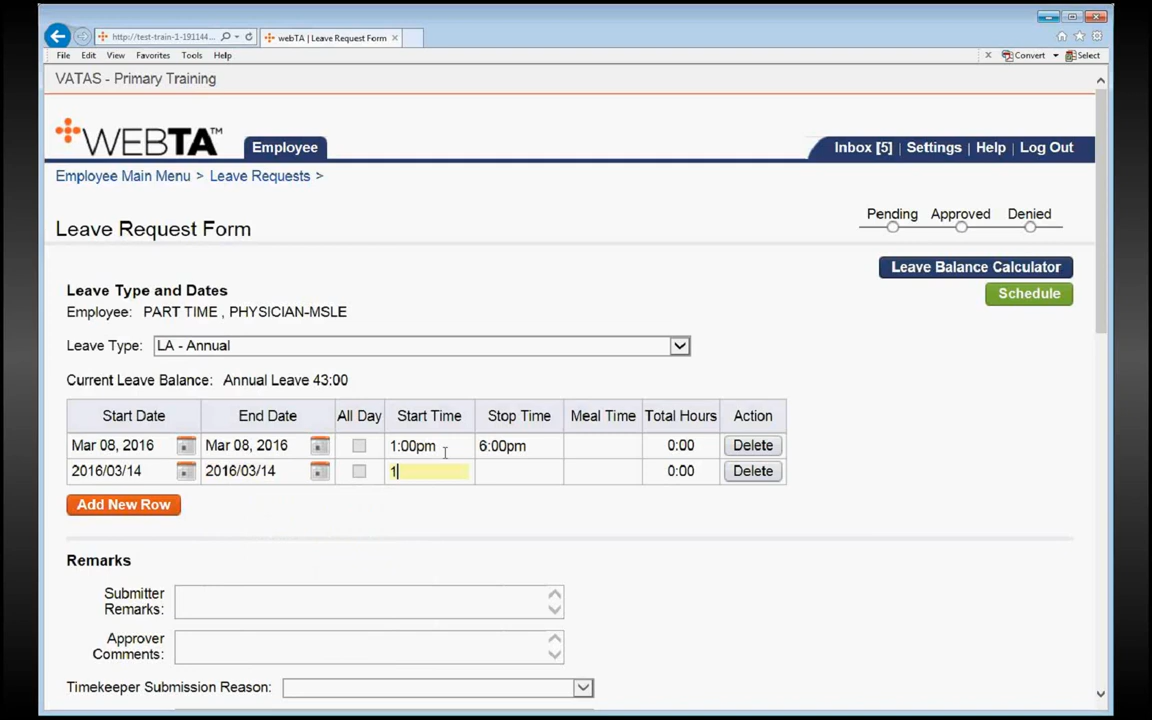 http://test-train-1-191144...
webTA | Leave Request Form
File Edit View Favorites Tools Help
Convert Select
VATAS - Primary Training
WEBTA™ Employee
Inbox [5] | Settings | Help | Log Out
Employee Main Menu > Leave Requests >
Leave Request Form
Pending Approved Denied
Leave Balance Calculator
Schedule
Leave Type and Dates
Employee: PART TIME , PHYSICIAN-MSLE
Leave Type: LA - Annual
Current Leave Balance: Annual Leave 43:00
Start Date End Date All Day Start Time Stop Time Meal Time Total Hours Action
Mar 08, 2016 Mar 08, 2016 1:00pm 6:00pm 0:00 Delete
2016/03/14 2016/03/14 1 0:00 Delete
Add New Row
Remarks
Submitter
Remarks:
Approver
Comments:
Timekeeper Submission Reason: